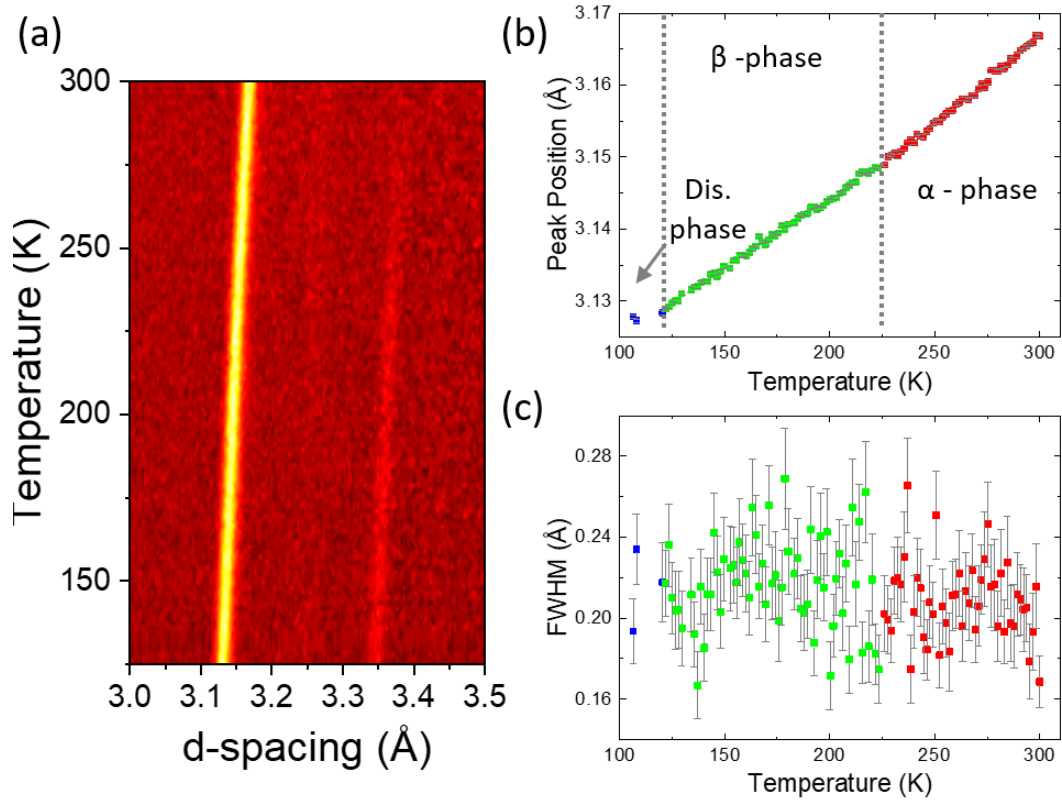 (a)
300
250
200
150
Temperature (K)
3.0 3.1 3.2 3.3 3.4 3.5
d-spacing (Å)
(b)
3.17
3.16
3.15
3.14
3.13
Peak Position (Å)
β -phase
Dis.
phase
α - phase
100 150 200 250 300
Temperature (K)
(c)
0.28
0.24
0.20
0.16
FWHM (Å)
100 150 200 250 300
Temperature (K)